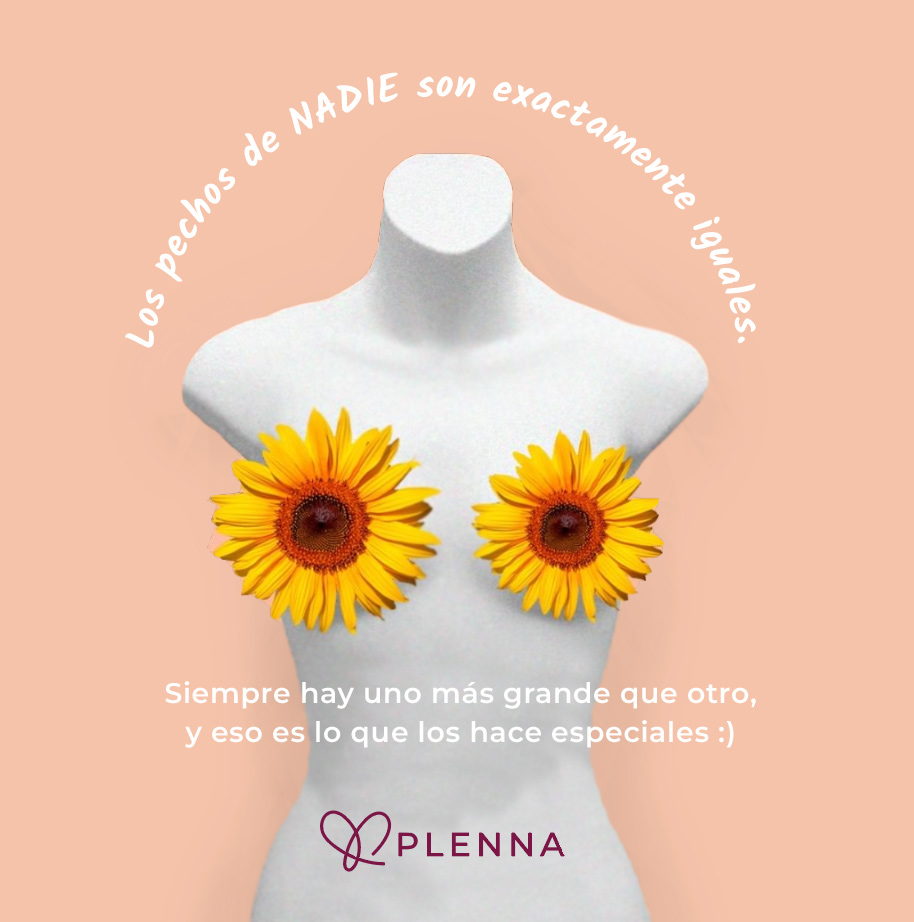 Los pechos de NADIE son exactamente iguales.
Siempre hay uno más grande que otro,
y eso es lo que los hace especiales :)
PLENNA